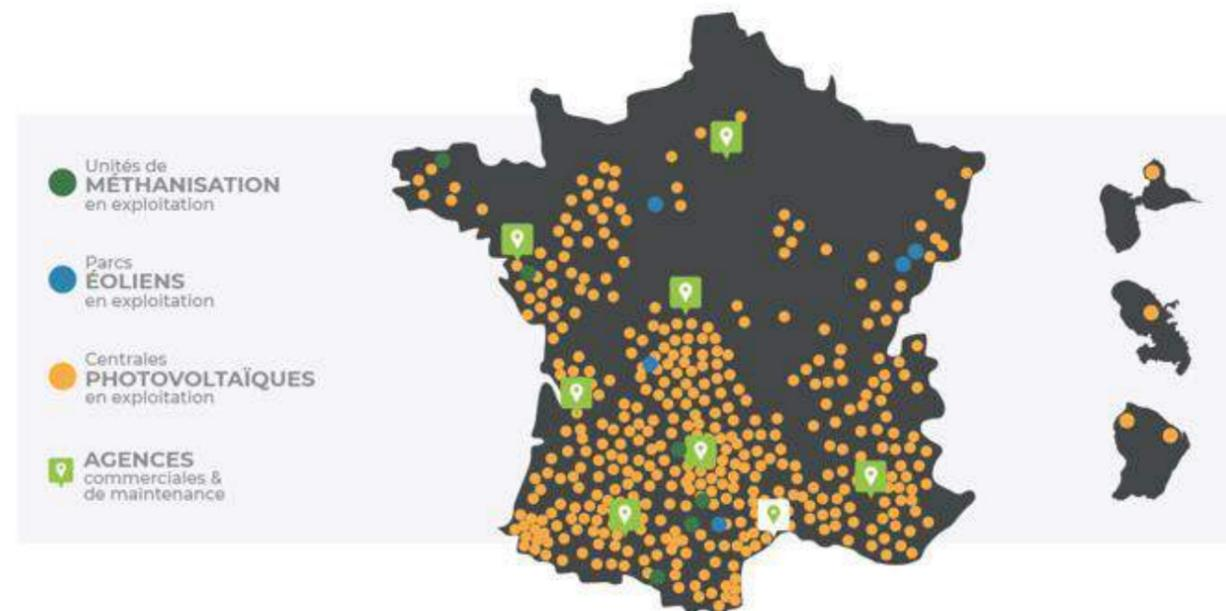 Unités de
MÉTHANISATION
en exploitation
Parcs
ÉOLIENS
en exploitation
Centrales
PHOTOVOLTAÏQUES
en exploitation
AGENCES
commerciales &
de maintenance